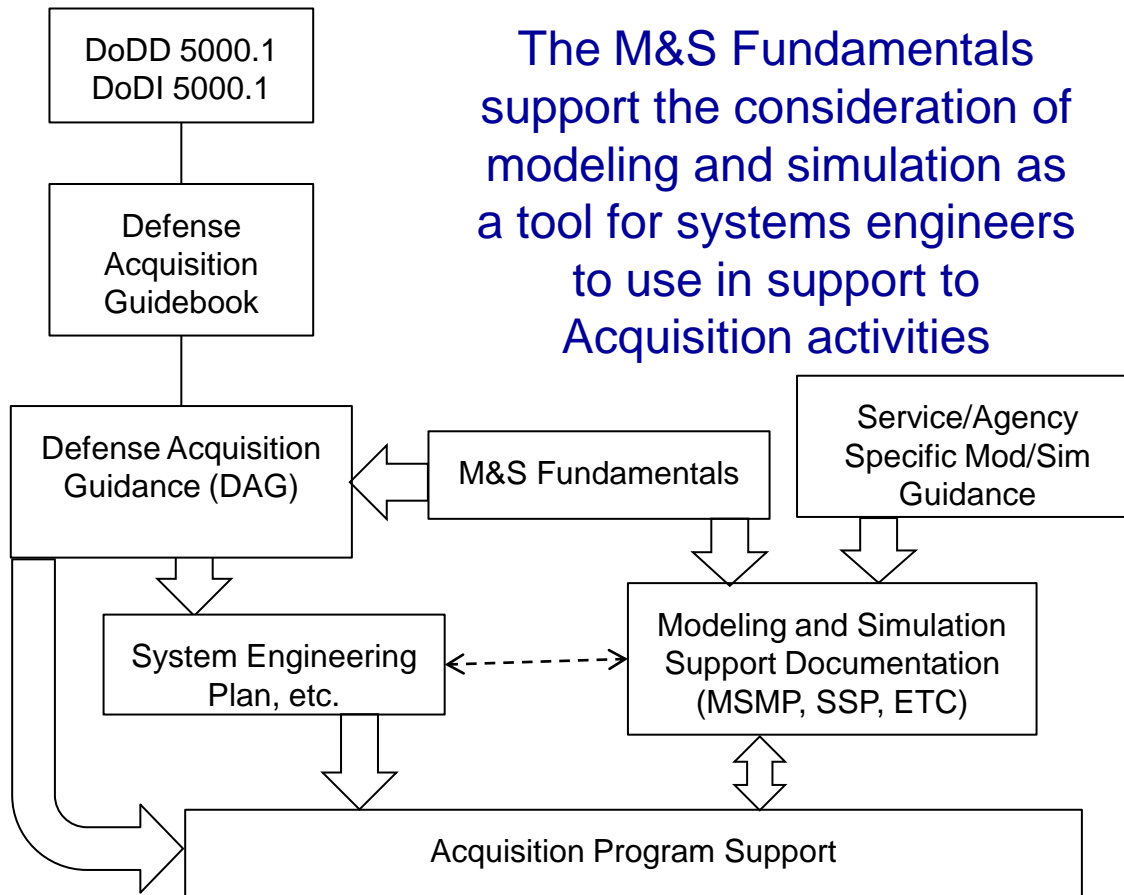 DoDD 5000.1
DoDI 5000.1
The M&S Fundamentals
support the consideration of
modeling and simulation as
a tool for systems engineers
to use in support to
Acquisition activities
Defense
Acquisition
Guidebook
Defense Acquisition
Guidance (DAG)
M&S Fundamentals
Service/Agency
Specific Mod/Sim
Guidance
System Engineering
Plan, etc.
Modeling and Simulation
Support Documentation
(MSMP, SSP, ETC)
Acquisition Program Support